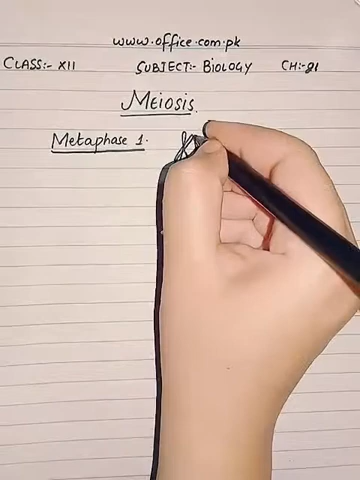 www.office.com.pk
CLASS:- XII SUBJECT:- BIOLOGY CH:-21
MEIOSIS.
Metaphase 1.